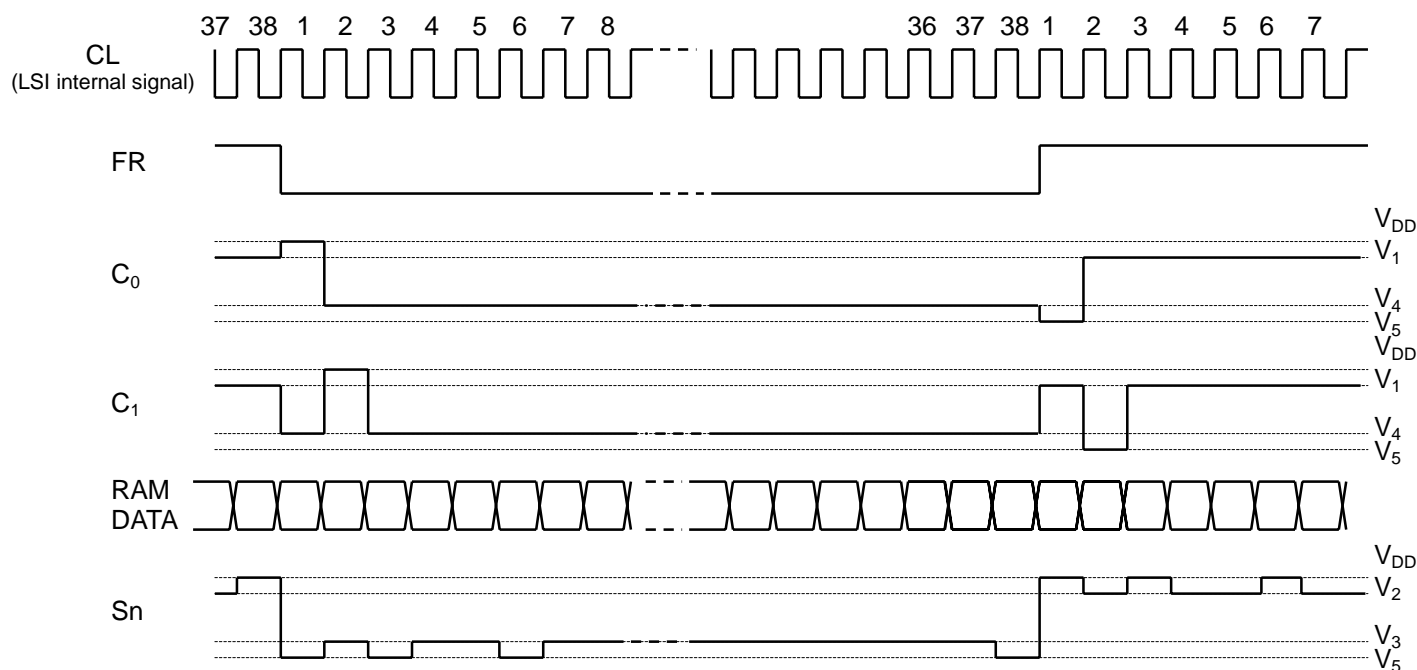 37 38 1 2 3 4 5 6 7 8 36 37 38 1 2 3 4 5 6 7
CL
(LSI internal signal)
FR
VDD
V1
C0
V4
V5
VDD
V1
C1
V4
V5
RAM
DATA
VDD
V2
Sn
V3
V5